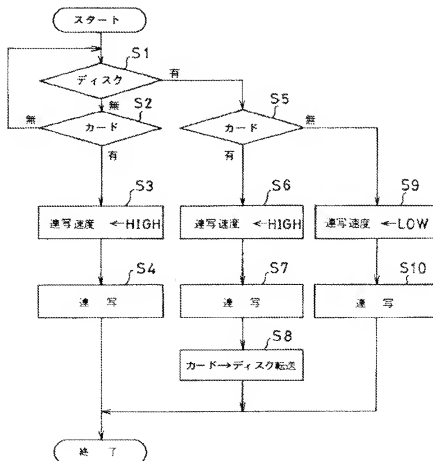 スタート
S1
ディスク
有
無
S2
無
カード
有
S5
カード
無
有
S3
連写速度 ←HIGH
S6
連写速度 ←HIGH
S9
連写速度 ←LOW
S4
連 写
S7
連 写
S10
連 写
S8
カード→ディスク転送
終 了